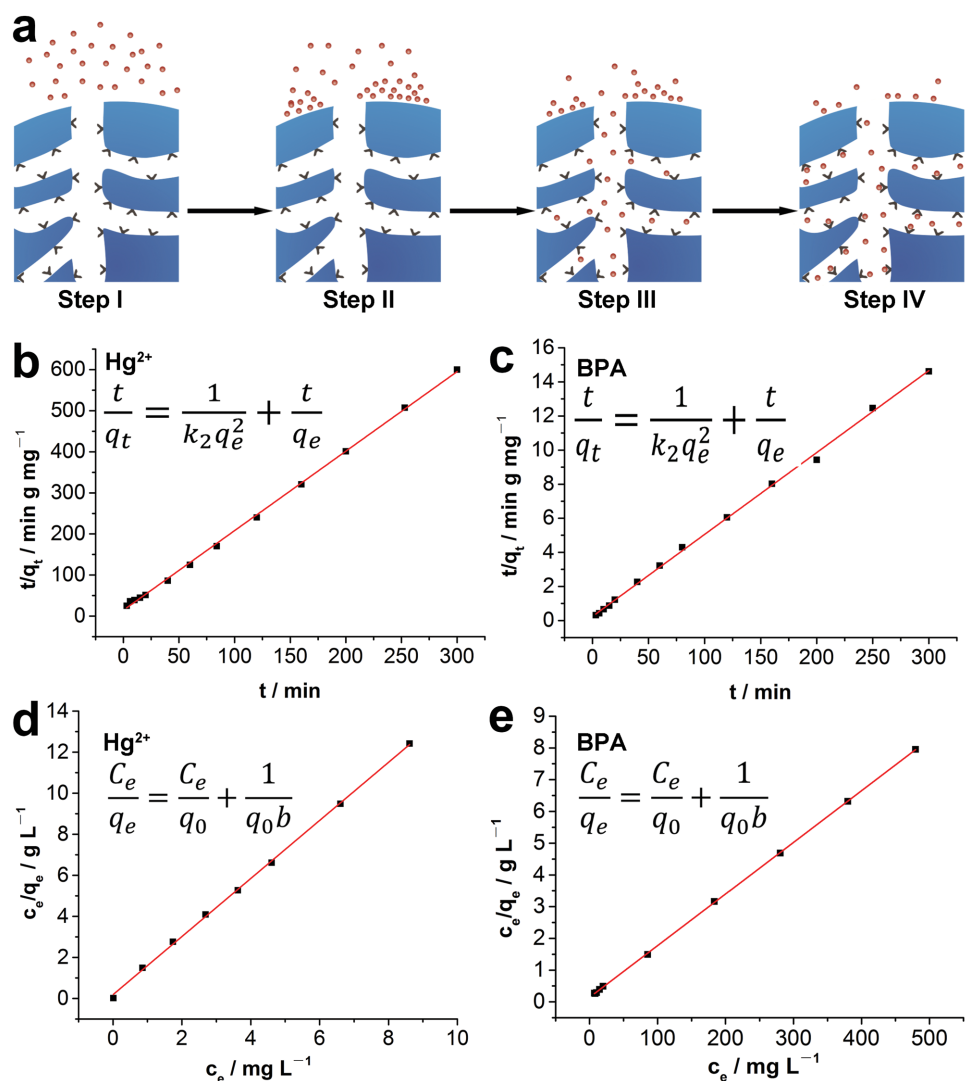 a
Step I Step II Step III Step IV
b
Hg²⁺
t/qₜ = 1/(k₂qₑ²) + t/qₑ
600
500
400
300
200
100
0
t/qₜ / min g mg⁻¹
0 50 100 150 200 250 300
t / min
c
BPA
t/qₜ = 1/(k₂qₑ²) + t/qₑ
16
14
12
10
8
6
4
2
0
t/qₜ / min g mg⁻¹
0 50 100 150 200 250 300
t / min
d
Hg²⁺
Cₑ/qₑ = Cₑ/q₀ + 1/(q₀b)
14
12
10
8
6
4
2
0
cₑ/qₑ / g L⁻¹
0 2 4 6 8 10
cₑ / mg L⁻¹
e
BPA
Cₑ/qₑ = Cₑ/q₀ + 1/(q₀b)
9
8
7
6
5
4
3
2
1
0
cₑ/qₑ / g L⁻¹
0 100 200 300 400 500
cₑ / mg L⁻¹